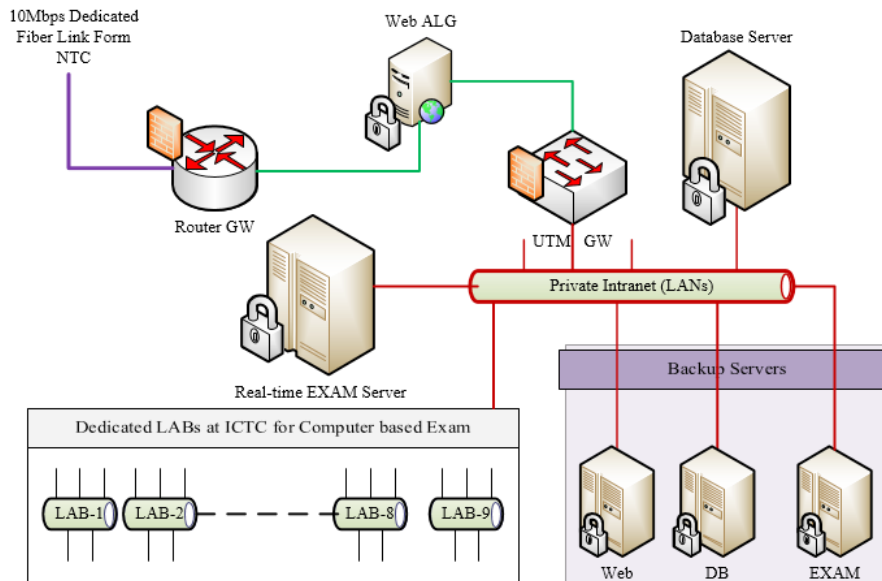 10Mbps Dedicated
Fiber Link Form
NTC
Web ALG
Database Server
Router GW
UTM GW
Private Intranet (LANs)
Real-time EXAM Server
Backup Servers
Dedicated LABs at ICTC for Computer based Exam
LAB-1
LAB-2
LAB-8
LAB-9
Web
DB
EXAM